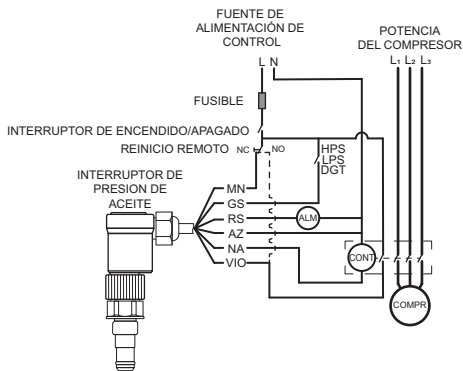 FUENTE DE
ALIMENTACIÓN DE
CONTROL
L N
POTENCIA
DEL COMPRESOR
L1 L2 L3
FUSIBLE
INTERRUPTOR DE ENCENDIDO/APAGADO
REINICIO REMOTO
NC
NO
HPS
LPS
DGT
INTERRUPTOR DE
PRESION DE
ACEITE
MN
GS
RS
ALM
AZ
NA
VIO
CONT
COMPR